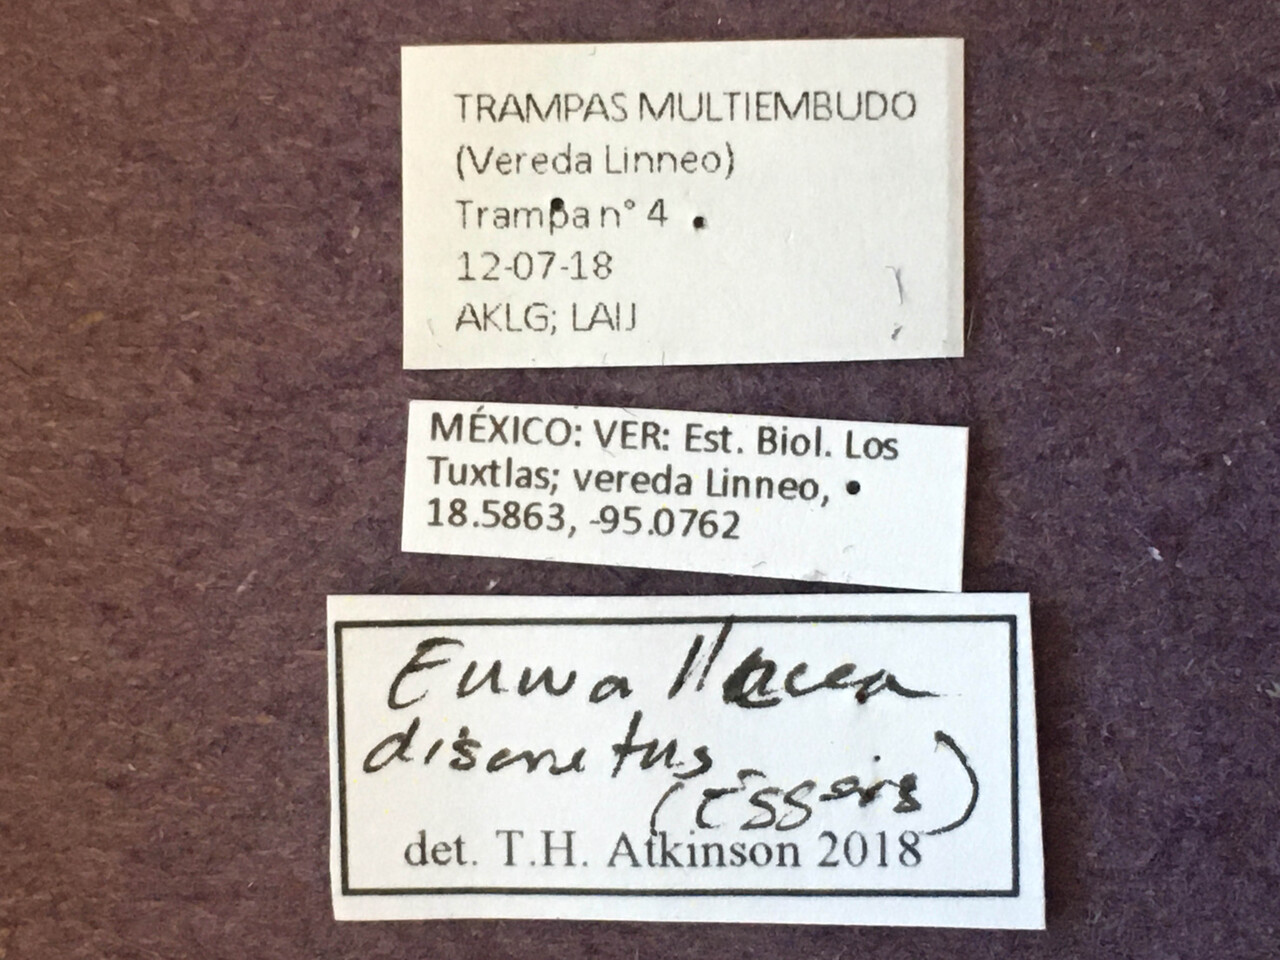 TRAMPAS MULTIEMBUDO
(Vereda Linneo)
Trampa n° 4
12-07-18
AKLG; LAIJ
MÉXICO: VER: Est. Biol. Los
Tuxtlas; vereda Linneo,
18.5863, -95.0762
Euwallacea
discretus
(Eggers)
det. T.H. Atkinson 2018